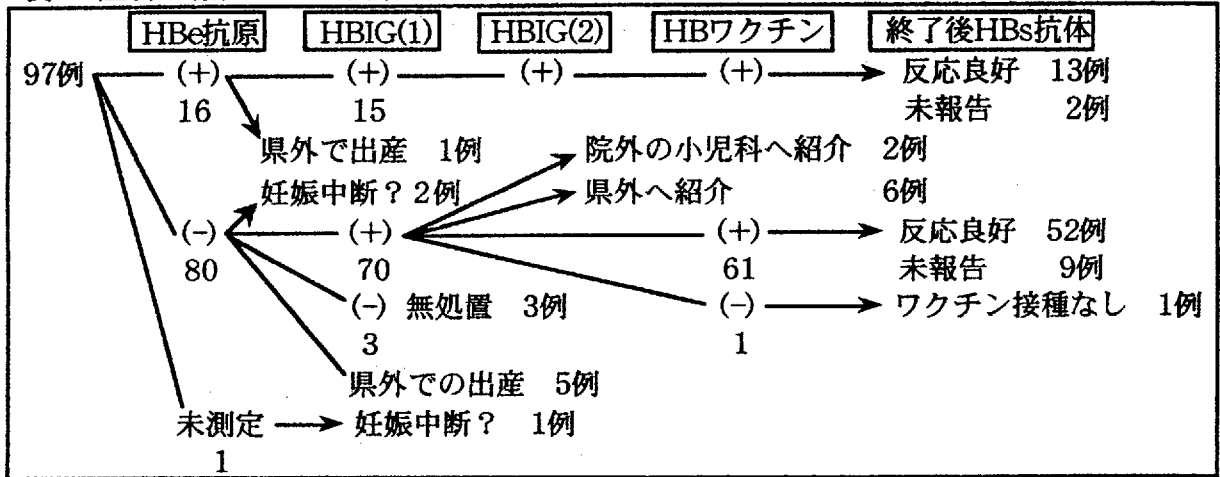 HBe抗原 HBIG(1) HBIG(2) HBワクチン 終了後HBs抗体
97例 (+) (+) (+) (+) 反応良好 13例
16 15 未報告 2例
県外で出産 1例 院外の小児科へ紹介 2例
妊娠中断? 2例 県外へ紹介 6例
(-) (+) (+) 反応良好 52例
80 70 61 未報告 9例
(-) 無処置 3例 (-) ワクチン接種なし 1例
3 1
県外での出産 5例
未測定 妊娠中断? 1例
1